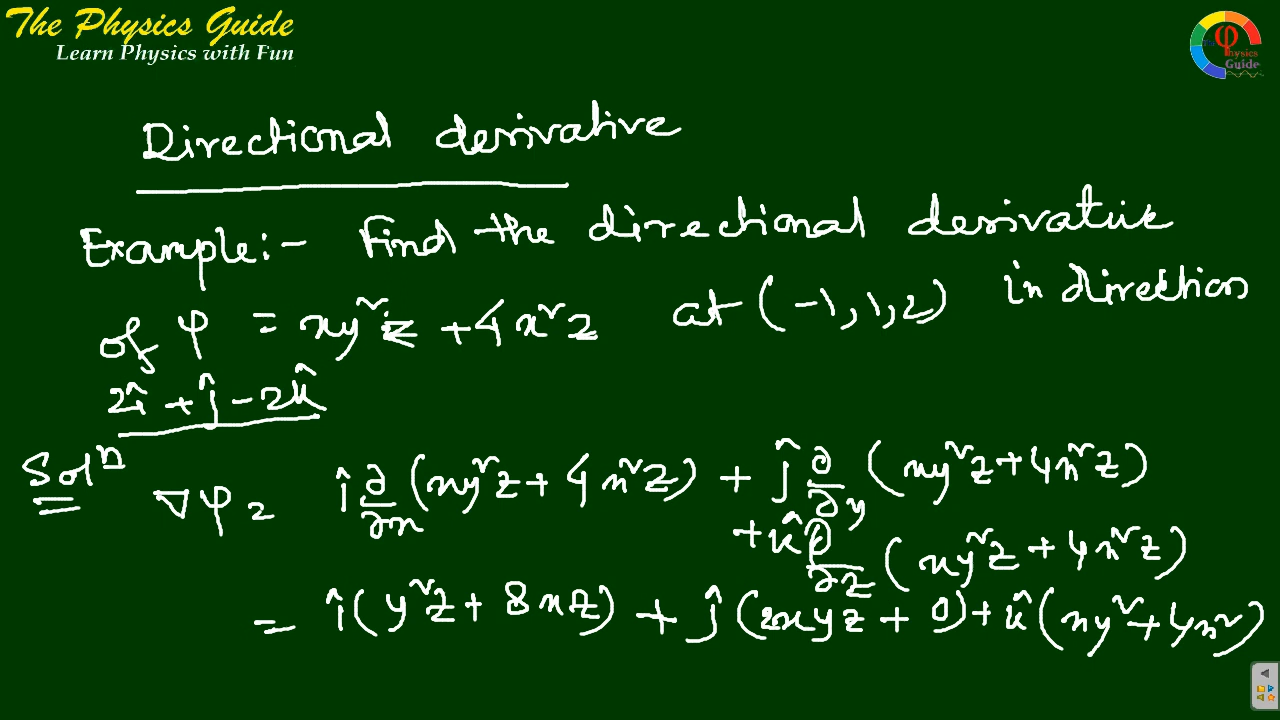 The Physics Guide
Learn Physics with Fun
The Physics Guide
Directional derivative
Example:- Find the directional derivative
of φ = xy²z + 4x²z at (-1,1,2) in direction
2î + ĵ - 2k̂
Solⁿ
∇φ = î ∂/∂x (xy²z + 4x²z) + ĵ ∂/∂y (xy²z + 4x²z)
+ k̂ ∂/∂z (xy²z + 4x²z)
= î(y²z + 8xz) + ĵ(2xyz + 0) + k̂(xy² + 4x²)